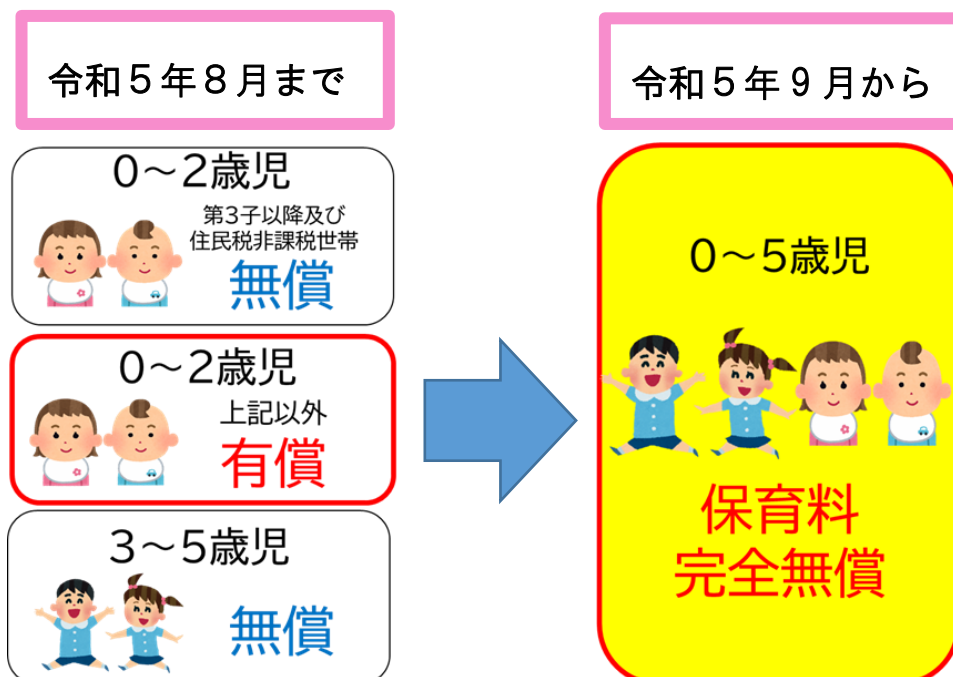 令和５年８月まで
0～2歳児
第3子以降及び
住民税非課税世帯
無償
0～2歳児
上記以外
有償
3～5歳児
無償
令和５年９月から
0～5歳児
保育料
完全無償